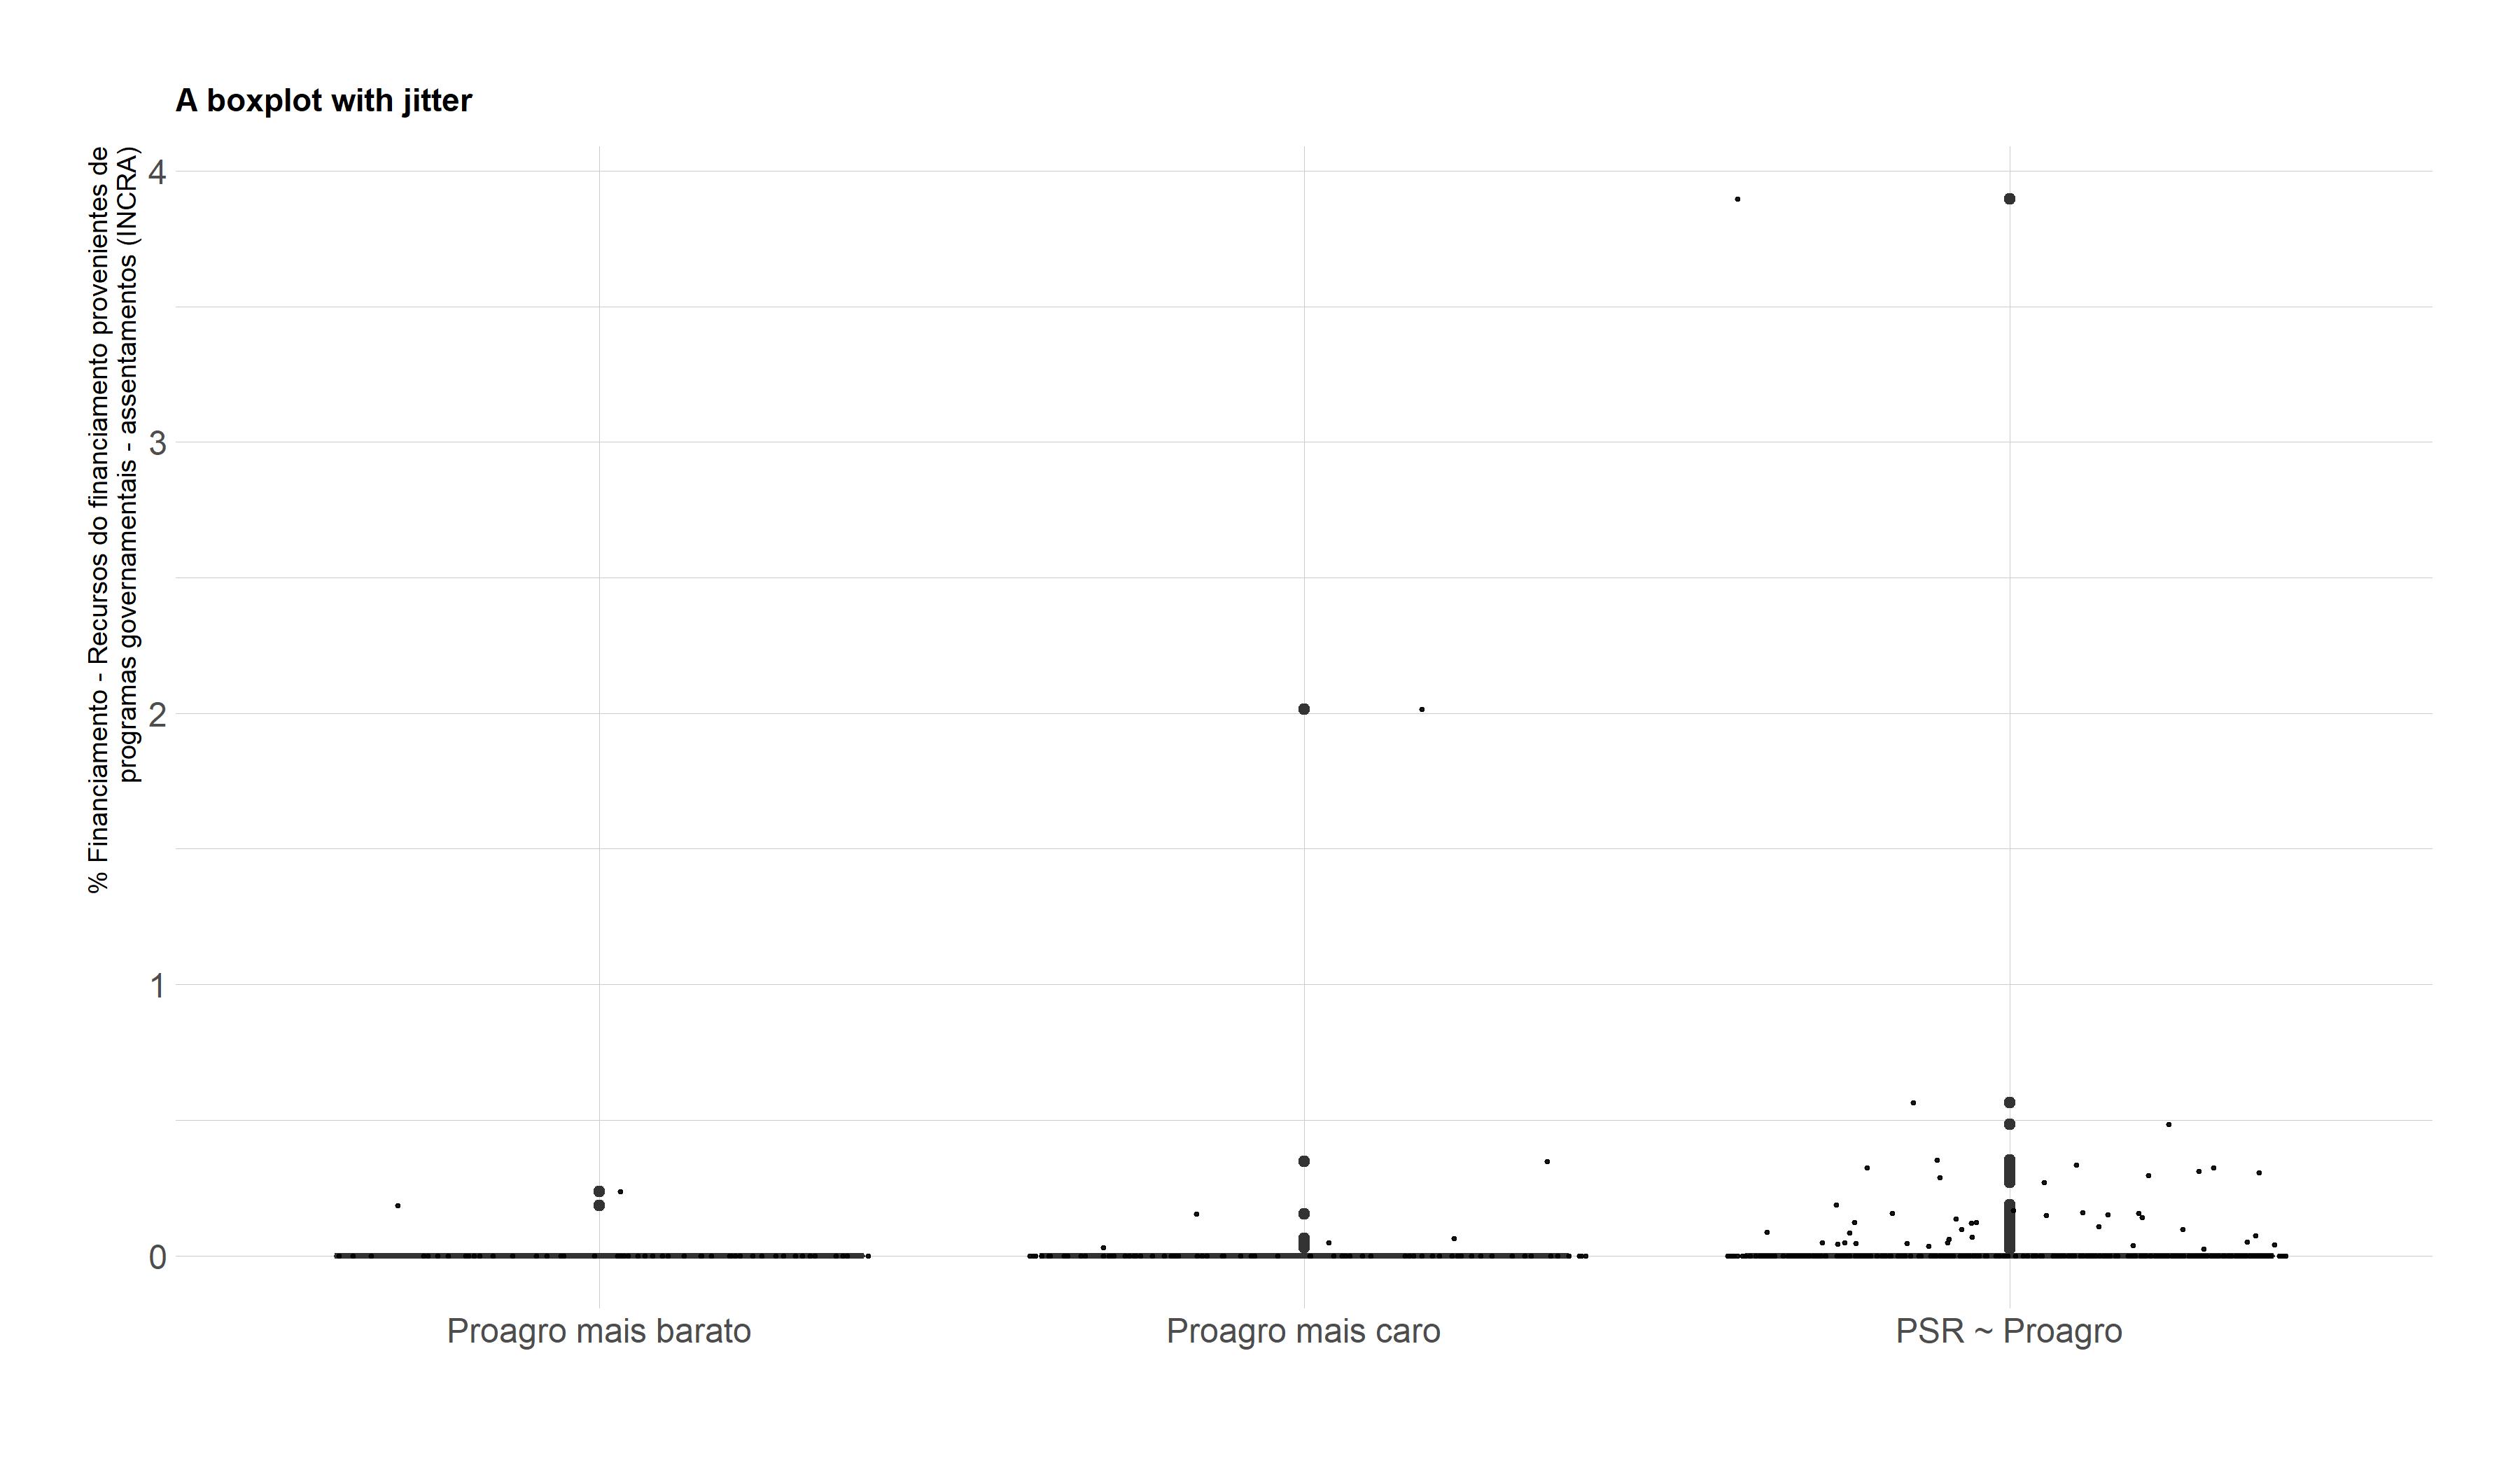 A boxplot with jitter
% Financiamento - Recursos do financiamento provenientes de
programas governamentais - assentamentos (INCRA)
4
3
2
1
0
Proagro mais barato
Proagro mais caro
PSR ~ Proagro